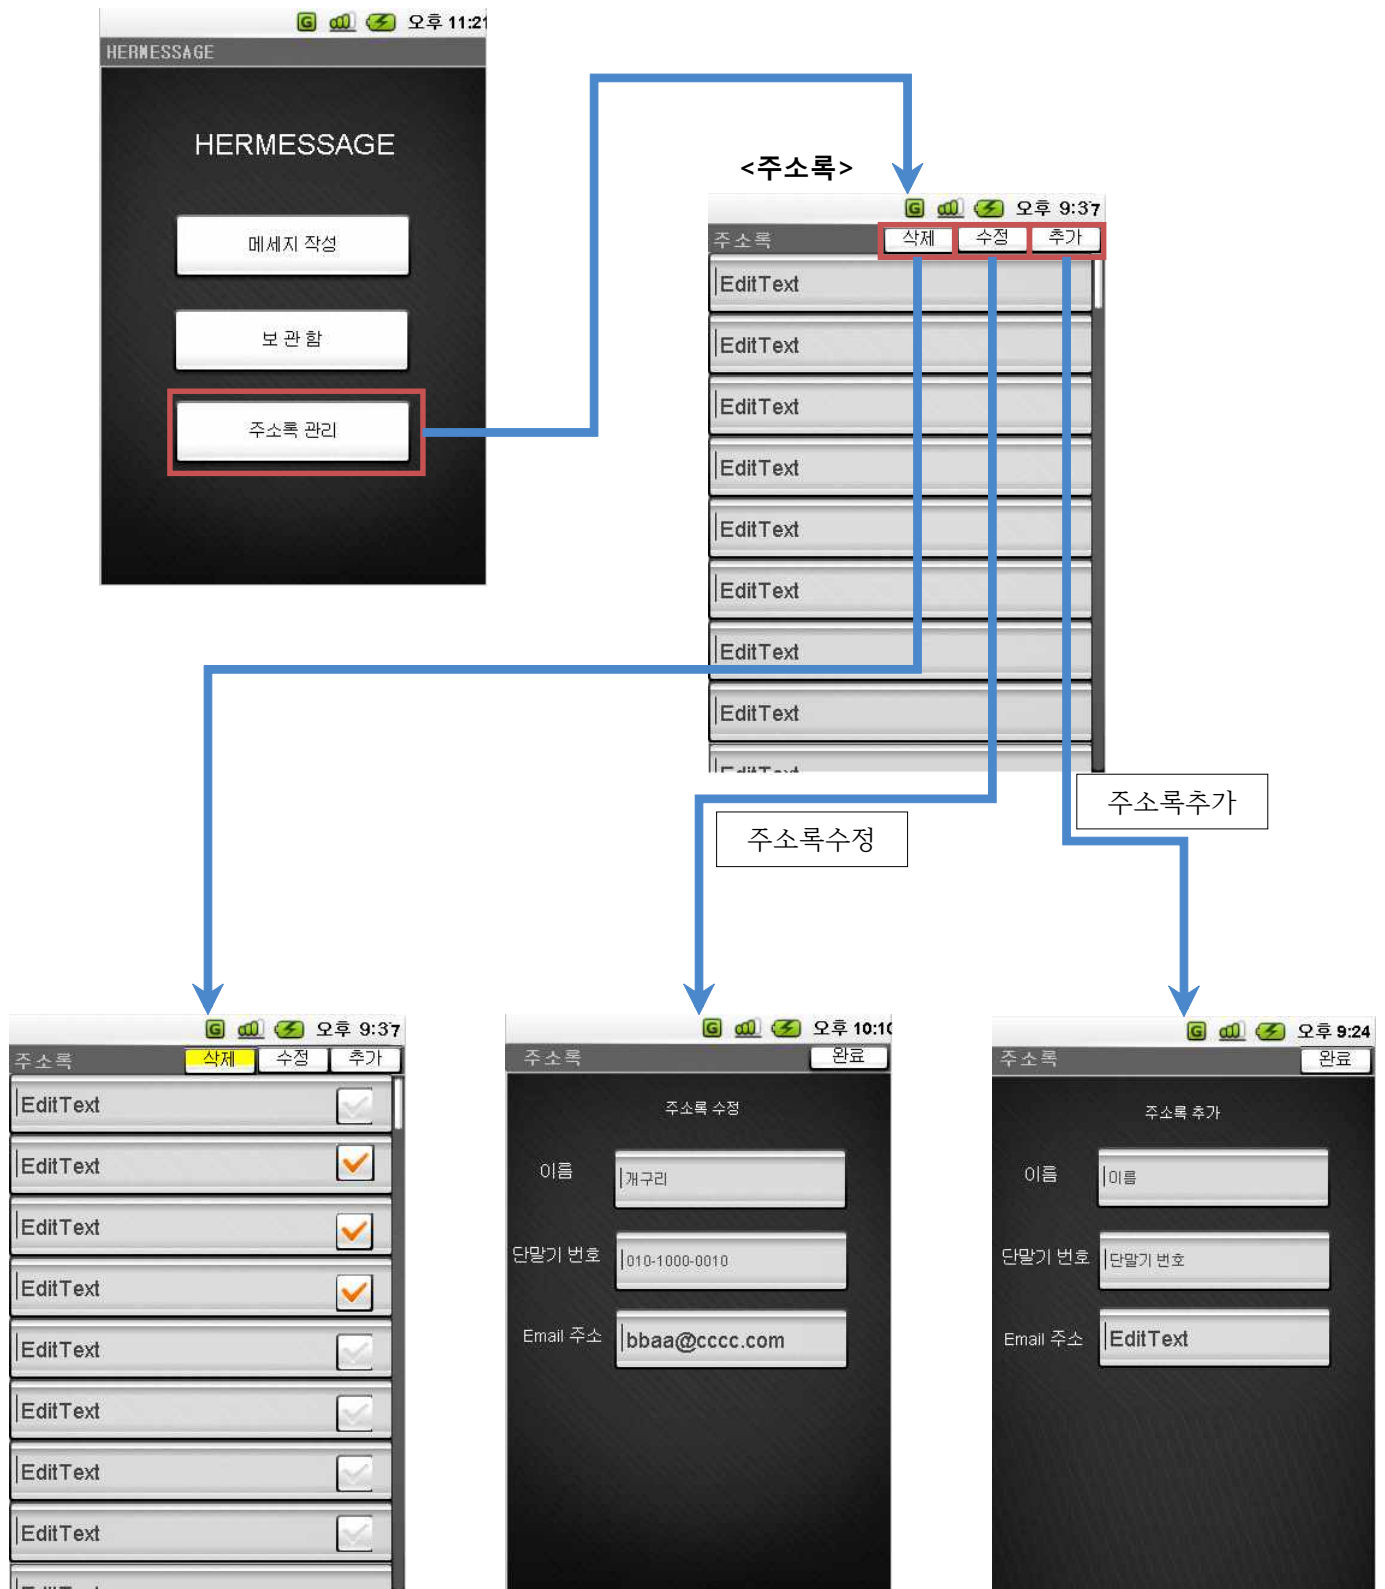 오후 11:21
HERMESSAGE
HERMESSAGE
메세지 작성
보 관 함
주소록 관리
<주소록>
오후 9:37
주소록 삭제 수정 추가
EditText
EditText
EditText
EditText
EditText
EditText
EditText
EditText
EditText
주소록추가
주소록수정
오후 9:37
주소록 삭제 수정 추가
EditText
EditText
EditText
EditText
EditText
EditText
EditText
EditText
오후 10:10
주소록 완료
주소록 수정
이름 개구리
단말기 번호 010-1000-0010
Email 주소 bbaa@cccc.com
오후 9:24
주소록 완료
주소록 추가
이름 이름
단말기 번호 단말기 번호
Email 주소 EditText